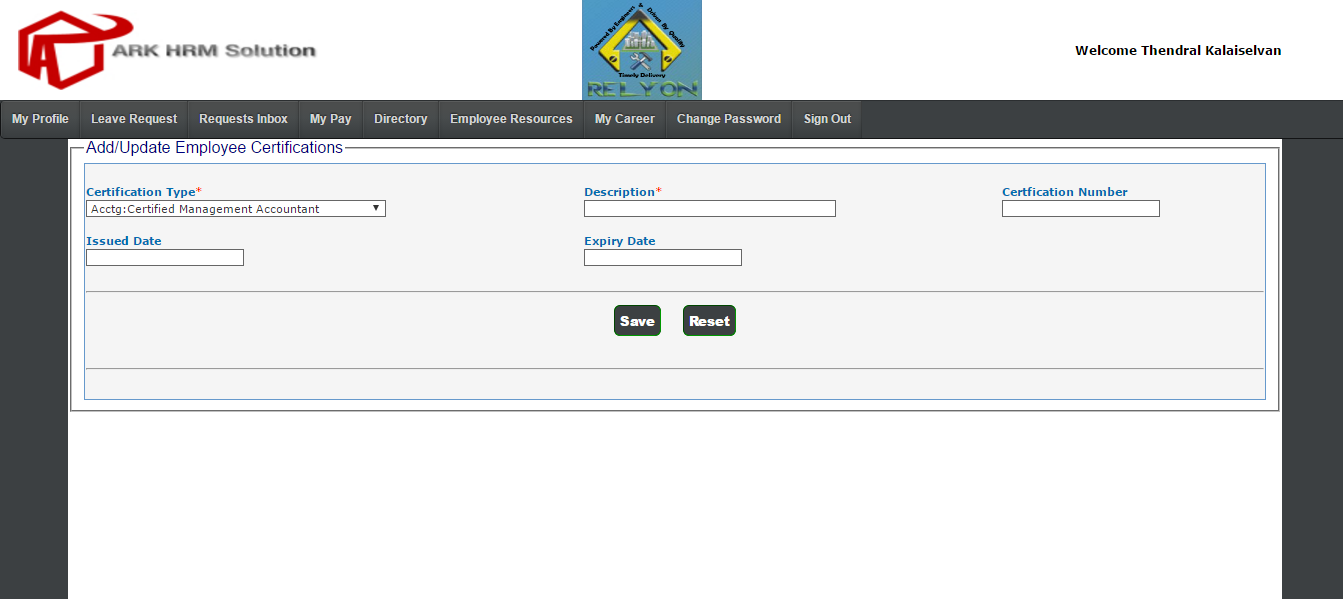 ARK HRM Solution
Powered By Engineers & Driven By Quality
Timely Delivery
RELYON
Welcome Thendral Kalaiselvan
My Profile Leave Request Requests Inbox My Pay Directory Employee Resources My Career Change Password Sign Out
Add/Update Employee Certifications
Certification Type* Description* Certfication Number
Acctg:Certified Management Accountant
Issued Date Expiry Date
Save Reset